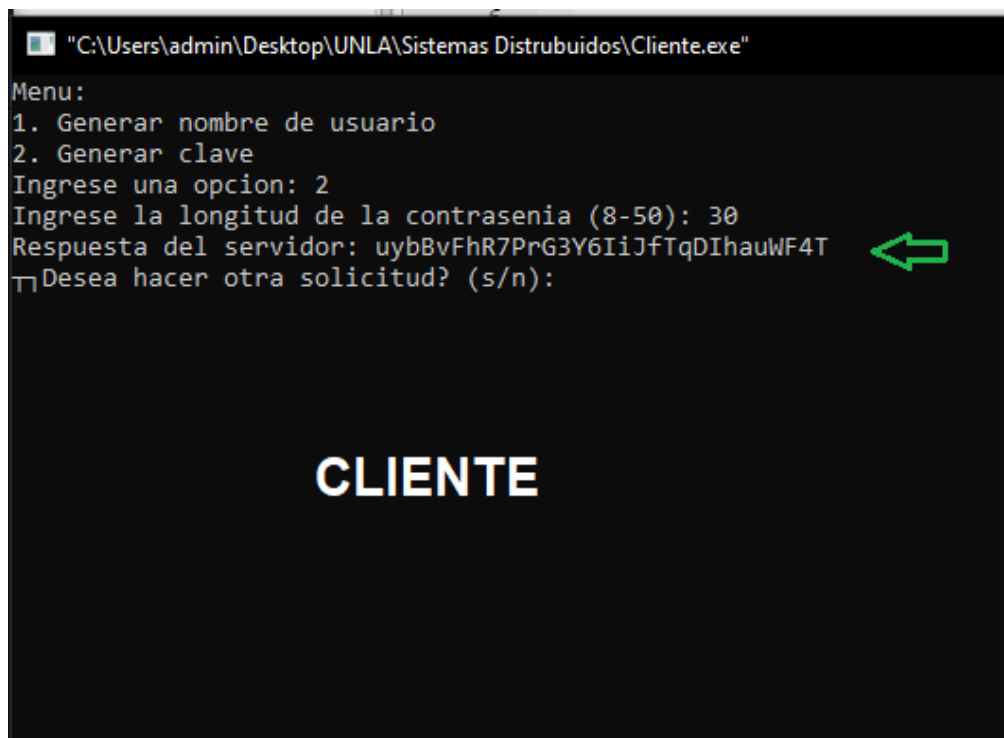 "C:\Users\admin\Desktop\UNLA\Sistemas Distrubuidos\Cliente.exe"
Menu:
1. Generar nombre de usuario
2. Generar clave
Ingrese una opcion: 2
Ingrese la longitud de la contrasenia (8-50): 30
Respuesta del servidor: uybBvFhR7PrG3Y6IiJfTqDIhauWF4T
┬┐Desea hacer otra solicitud? (s/n):
CLIENTE